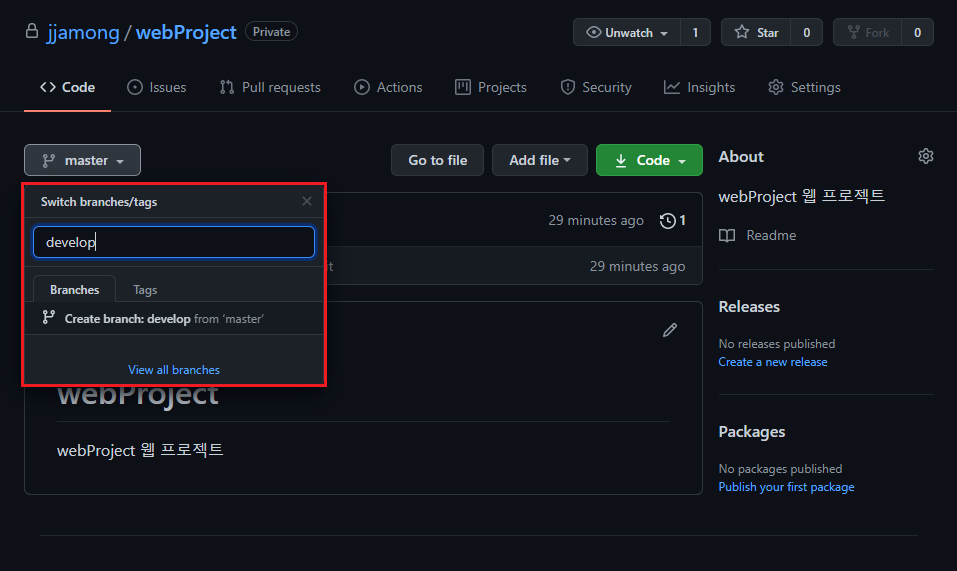 jjamong / webProject Private
Unwatch 1 Star 0 Fork 0
Code Issues Pull requests Actions Projects Security Insights Settings
master Go to file Add file Code
Switch branches/tags
develop
Branches Tags
Create branch: develop from ‘master’
View all branches
29 minutes ago 1
29 minutes ago
webProject
webProject 웹 프로젝트
About
webProject 웹 프로젝트
Readme
Releases
No releases published
Create a new release
Packages
No packages published
Publish your first package